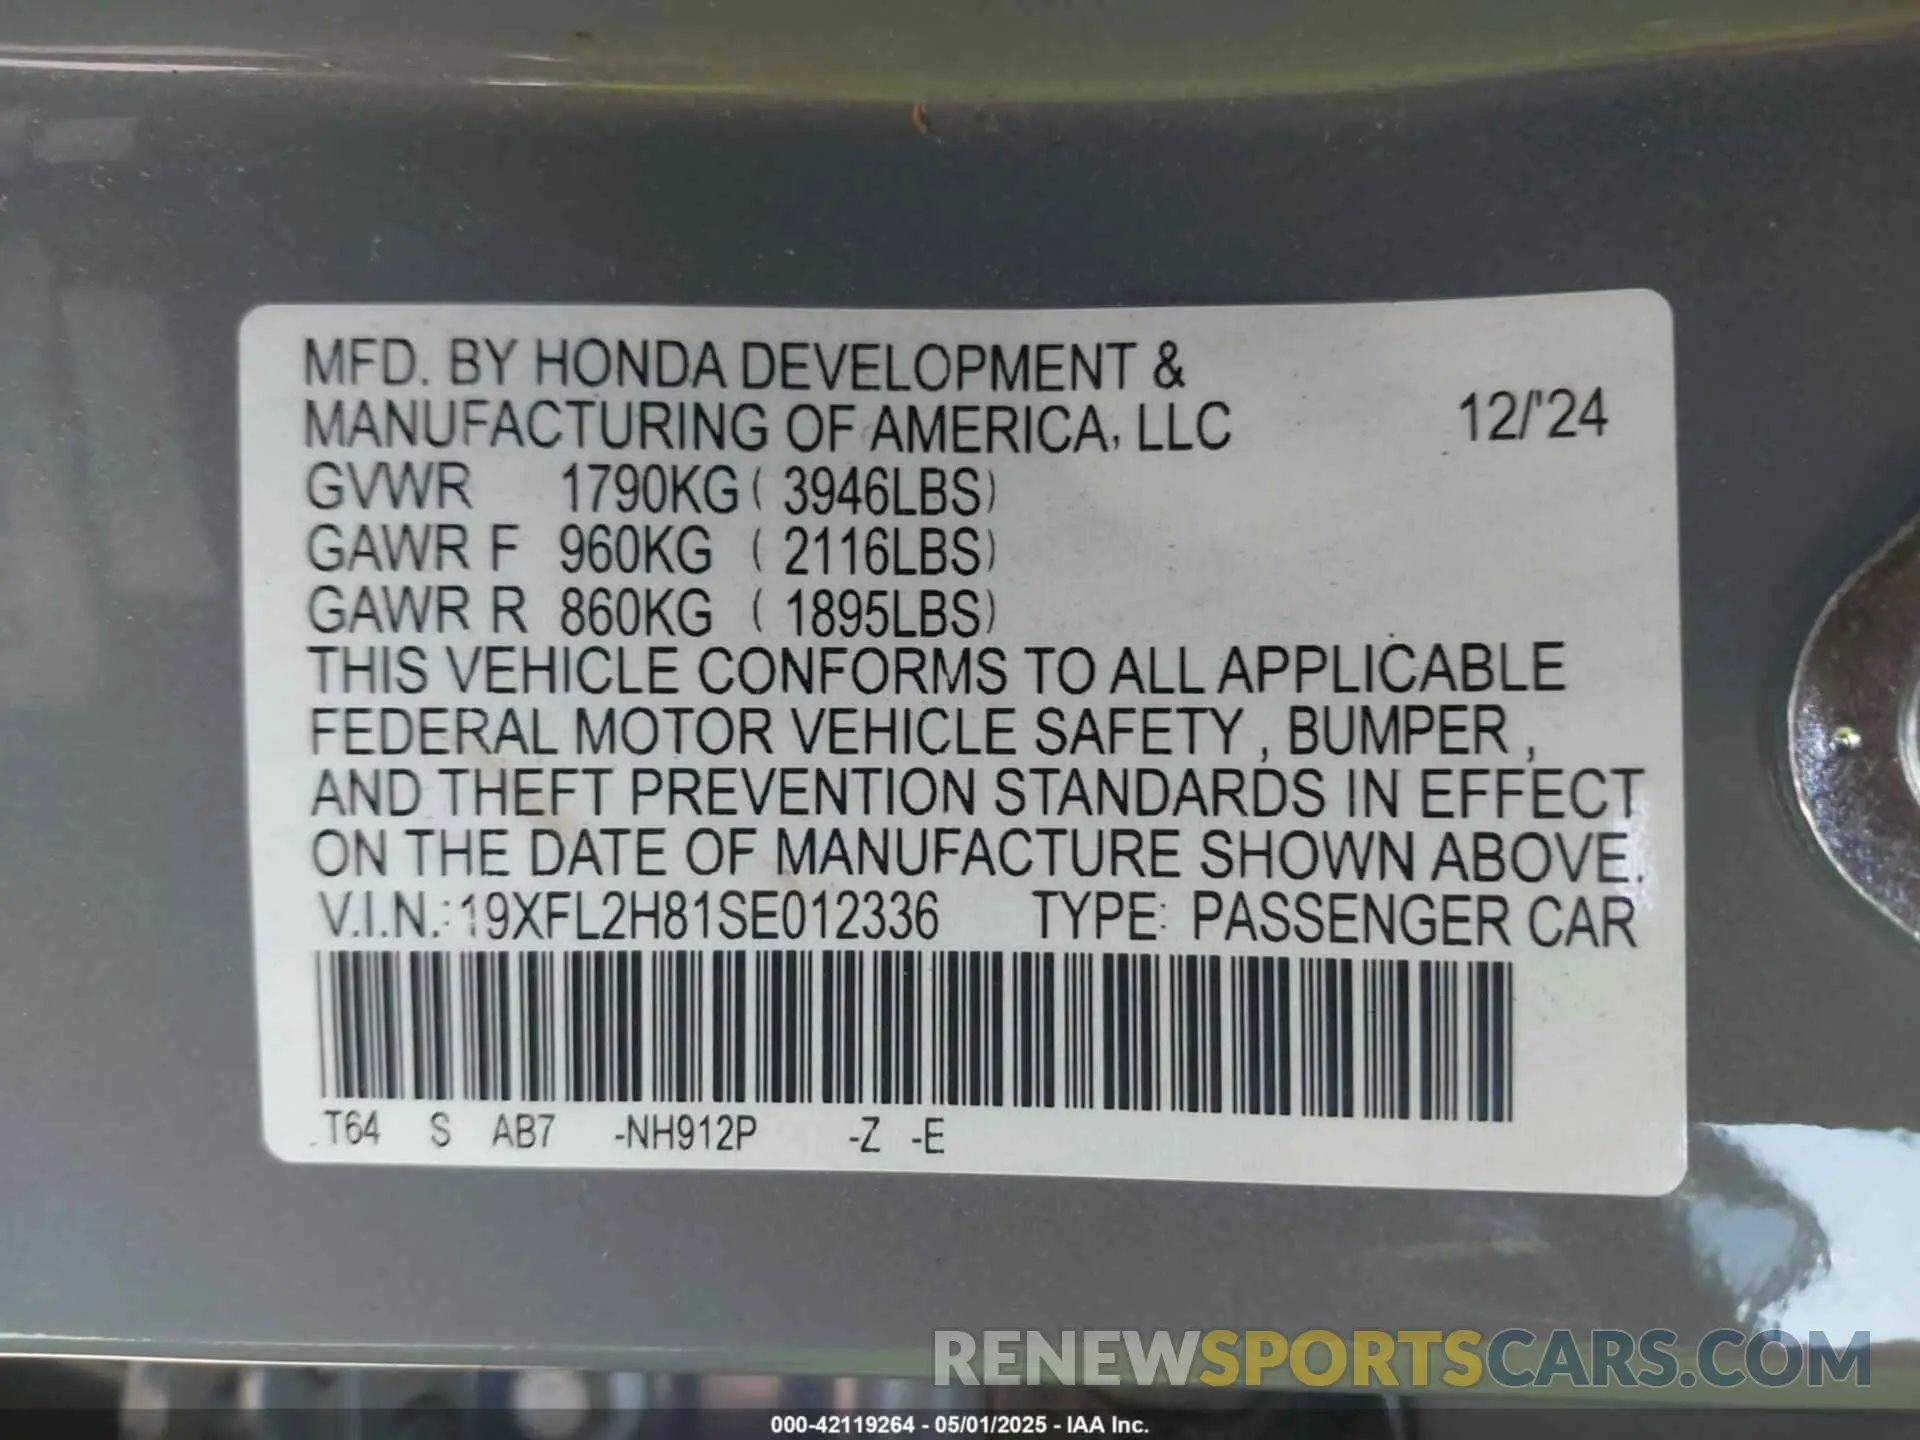 MFD. BY HONDA DEVELOPMENT &
MANUFACTURING OF AMERICA, LLC 12/'24
GVWR 1790KG ( 3946LBS)
GAWR F 960KG ( 2116LBS)
GAWR R 860KG ( 1895LBS)
THIS VEHICLE CONFORMS TO ALL APPLICABLE
FEDERAL MOTOR VEHICLE SAFETY , BUMPER ,
AND THEFT PREVENTION STANDARDS IN EFFECT
ON THE DATE OF MANUFACTURE SHOWN ABOVE.
V.I.N.: 19XFL2H81SE012336 TYPE: PASSENGER CAR
T64 S AB7 -NH912P -Z -E
RENEWSPORTSCARS.COM
000-42119264 - 05/01/2025 - IAA Inc.